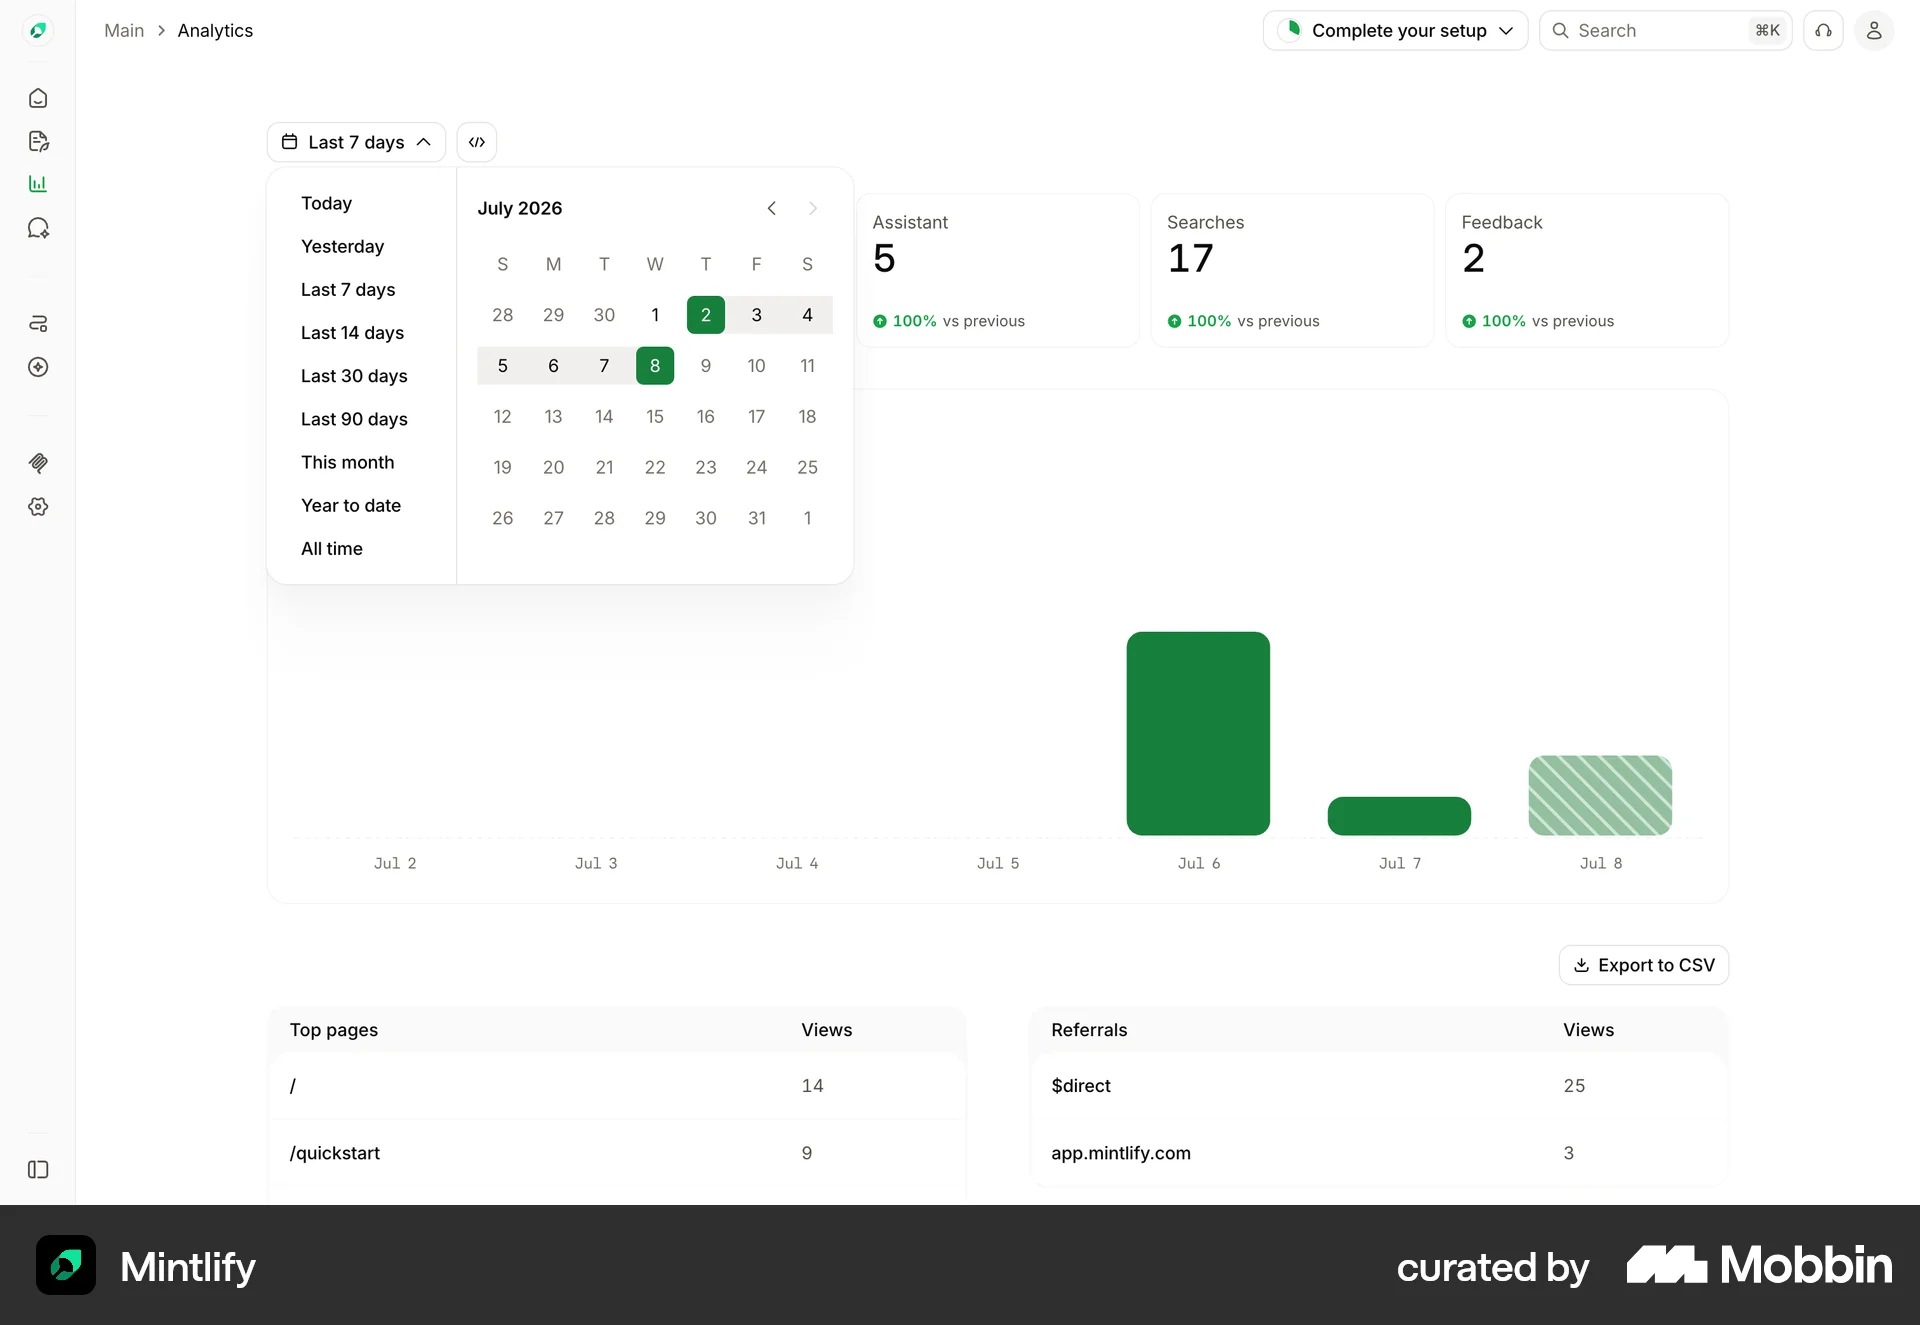 Main > Analytics
Complete your setup
Search ⌘K
Last 7 days
Today
Yesterday
Last 7 days
Last 14 days
Last 30 days
Last 90 days
This month
Year to date
All time
July 2026
S M T W T F S
28 29 30 1 2 3 4
5 6 7 8 9 10 11
12 13 14 15 16 17 18
19 20 21 22 23 24 25
26 27 28 29 30 31 1
Assistant
5
100% vs previous
Searches
17
100% vs previous
Feedback
2
100% vs previous
Jul 2 Jul 3 Jul 4 Jul 5 Jul 6 Jul 7 Jul 8
Export to CSV
Top pages Views
/ 14
/quickstart 9
Referrals Views
$direct 25
app.mintlify.com 3
Mintlify
curated by Mobbin